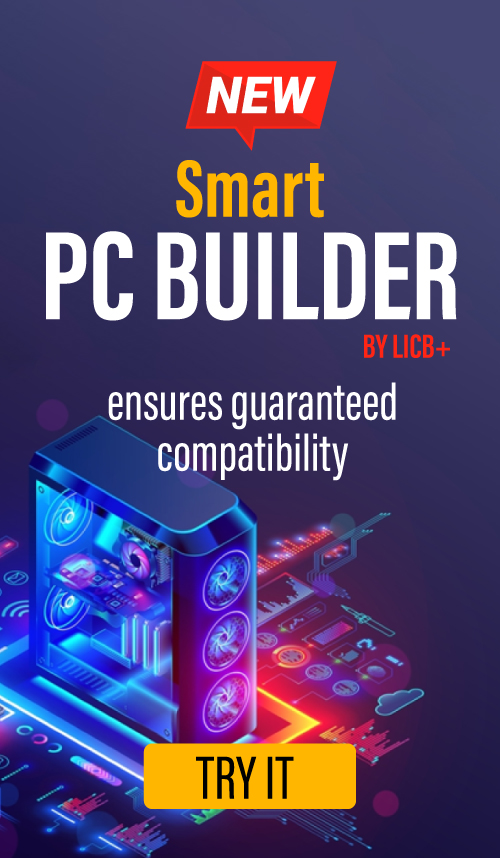 NEW
Smart
PC BUILDER
BY LICB+
ensures guaranteed
compatibility
TRY IT